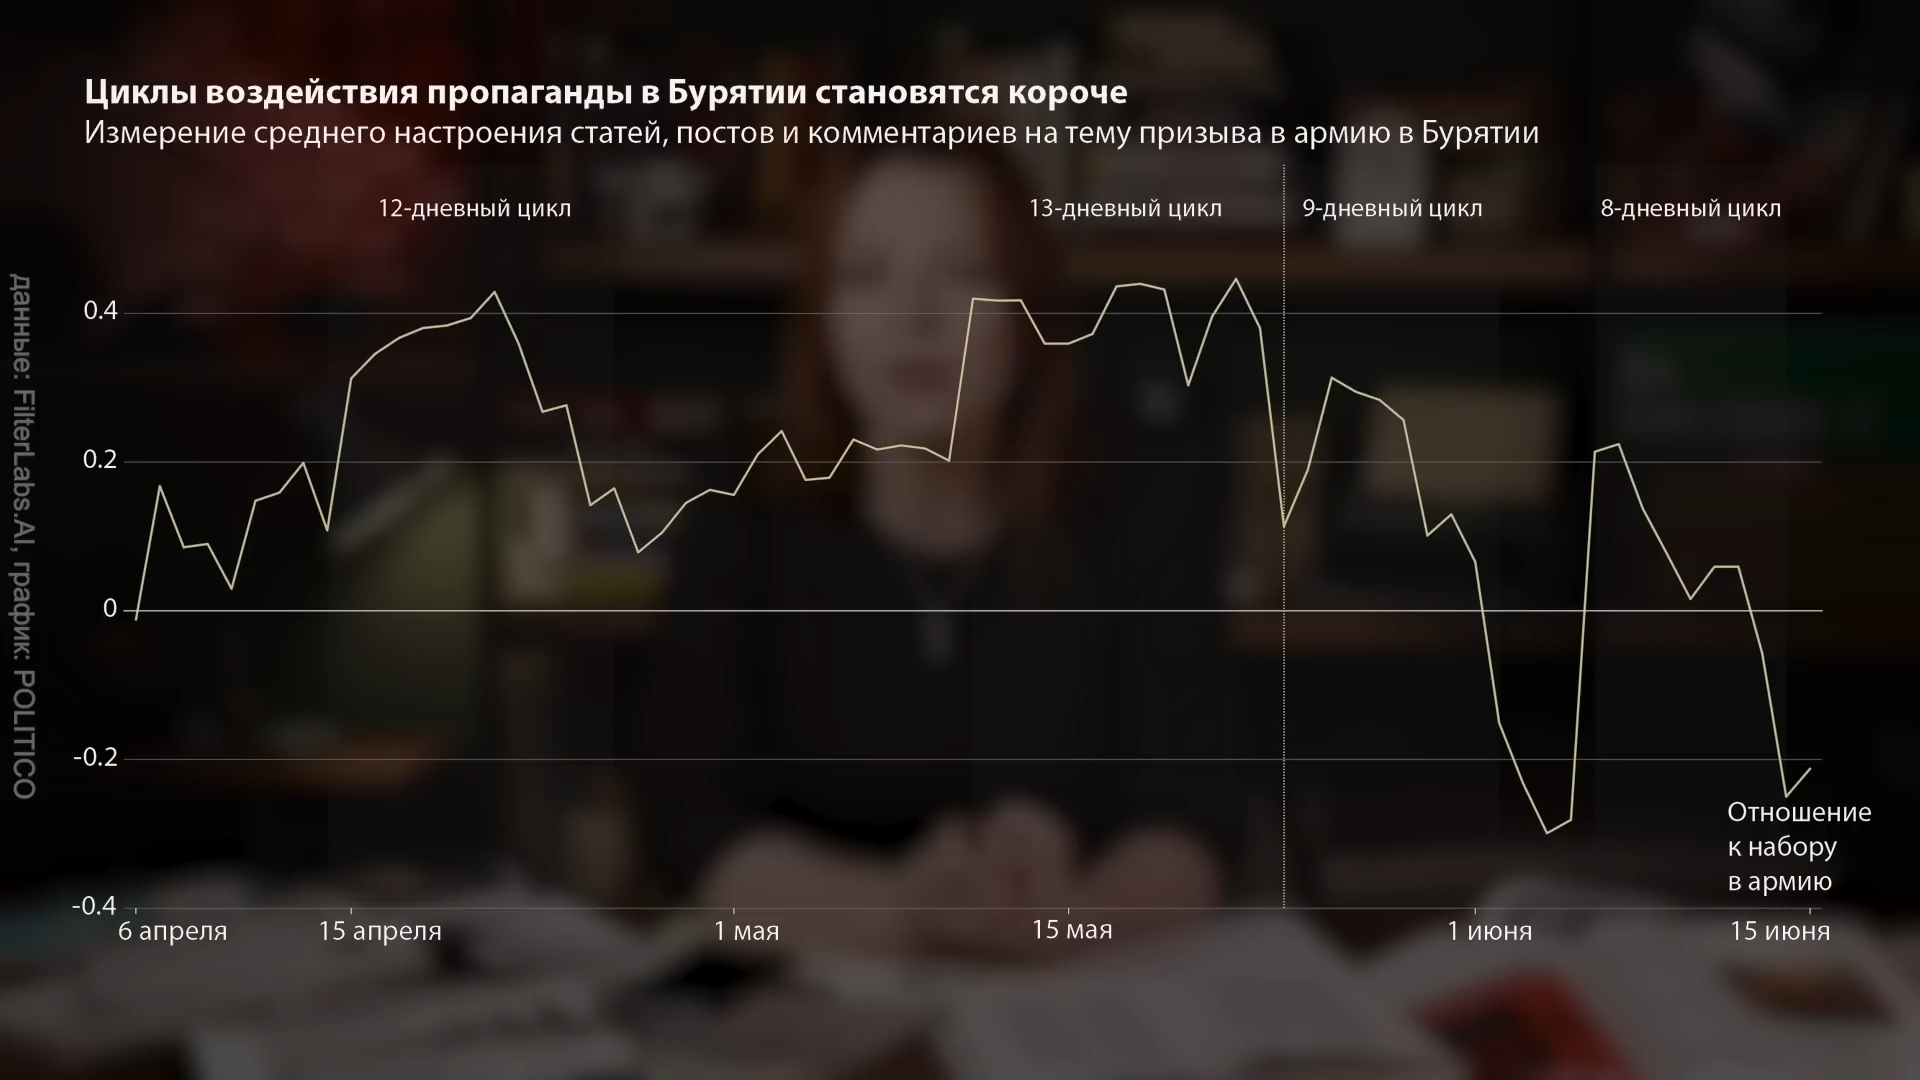 Циклы воздействия пропаганды в Бурятии становятся короче
Измерение среднего настроения статей, постов и комментариев на тему призыва в армию в Бурятии
12-дневный цикл
13-дневный цикл
9-дневный цикл
8-дневный цикл
0.4
0.2
0
-0.2
-0.4
Отношение
к набору
в армию
6 апреля
15 апреля
1 мая
15 мая
1 июня
15 июня
данные: FilterLabs.AI, график: POLITICO